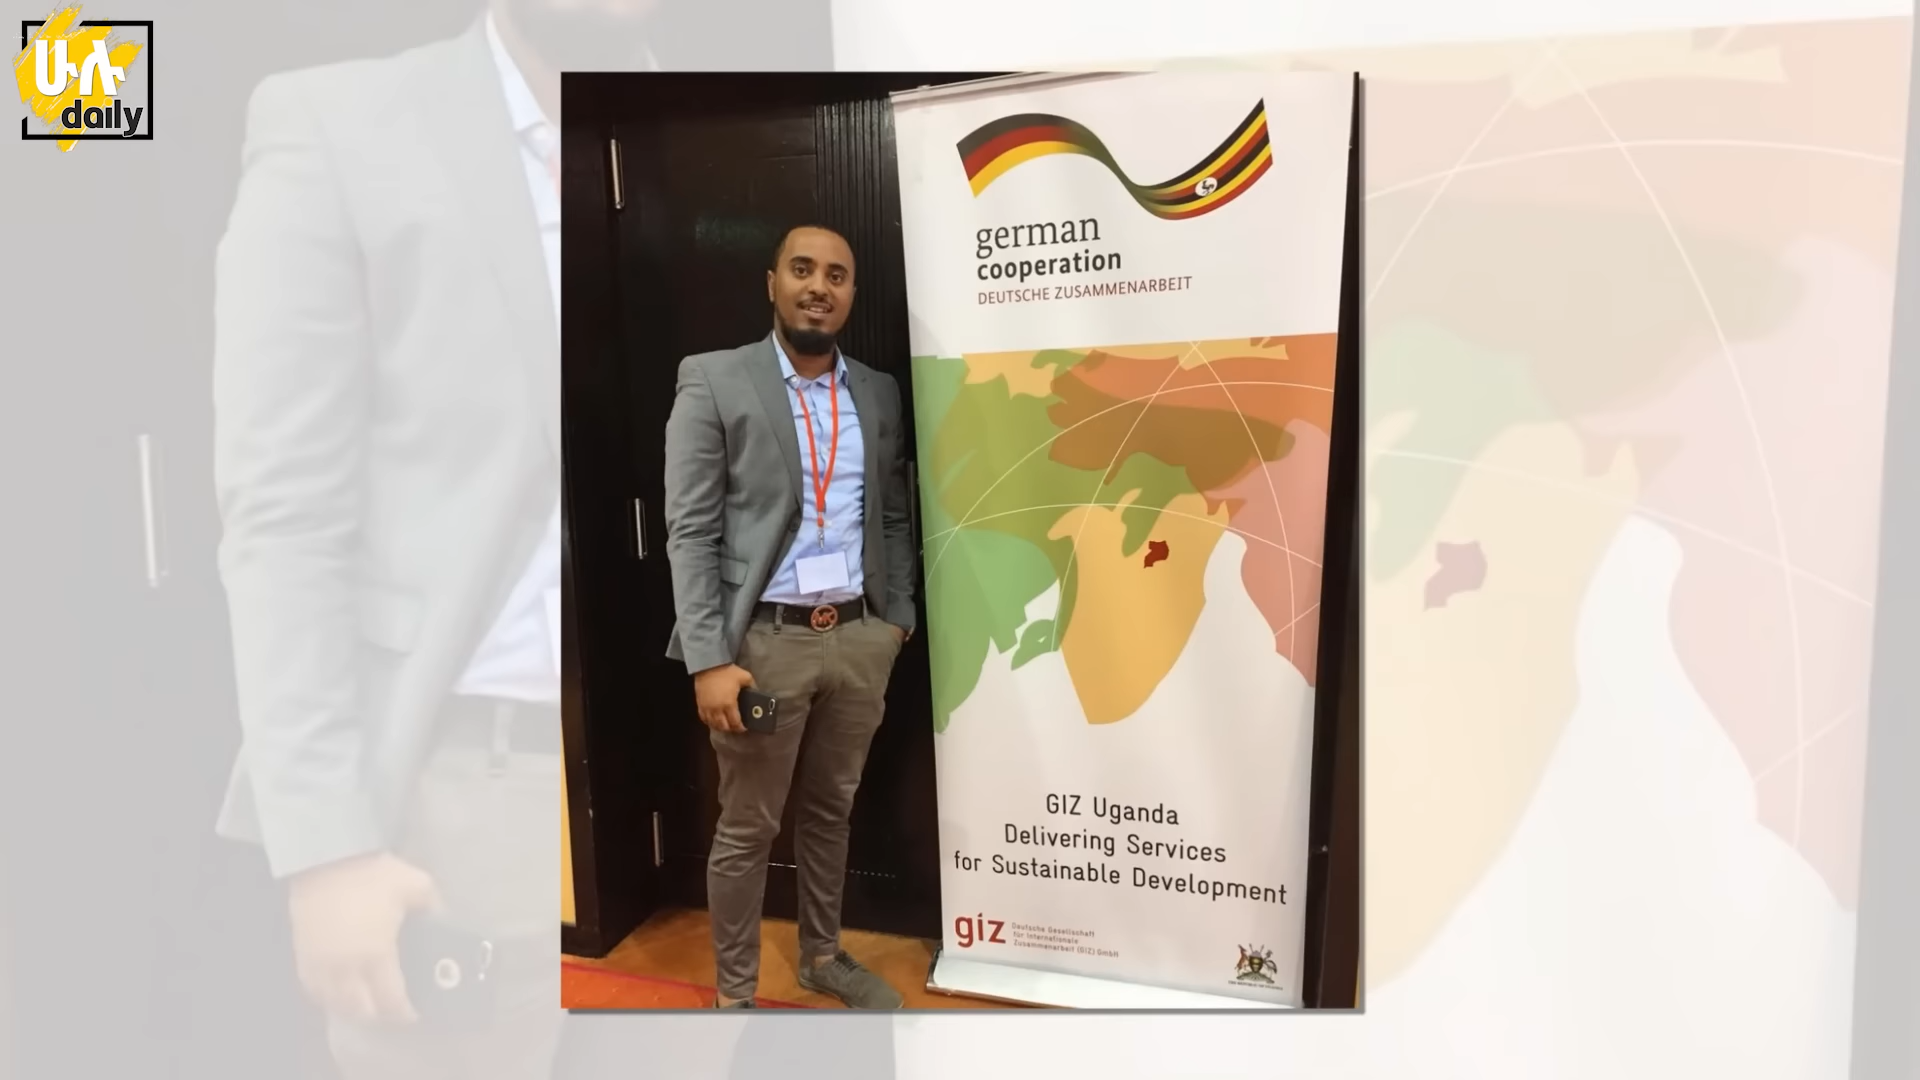 ሁሉ
daily
german
cooperation
DEUTSCHE ZUSAMMENARBEIT
GIZ Uganda
Delivering Services
for Sustainable Development
giz
Deutsche Gesellschaft
für Internationale
Zusammenarbeit (GIZ) GmbH
MK